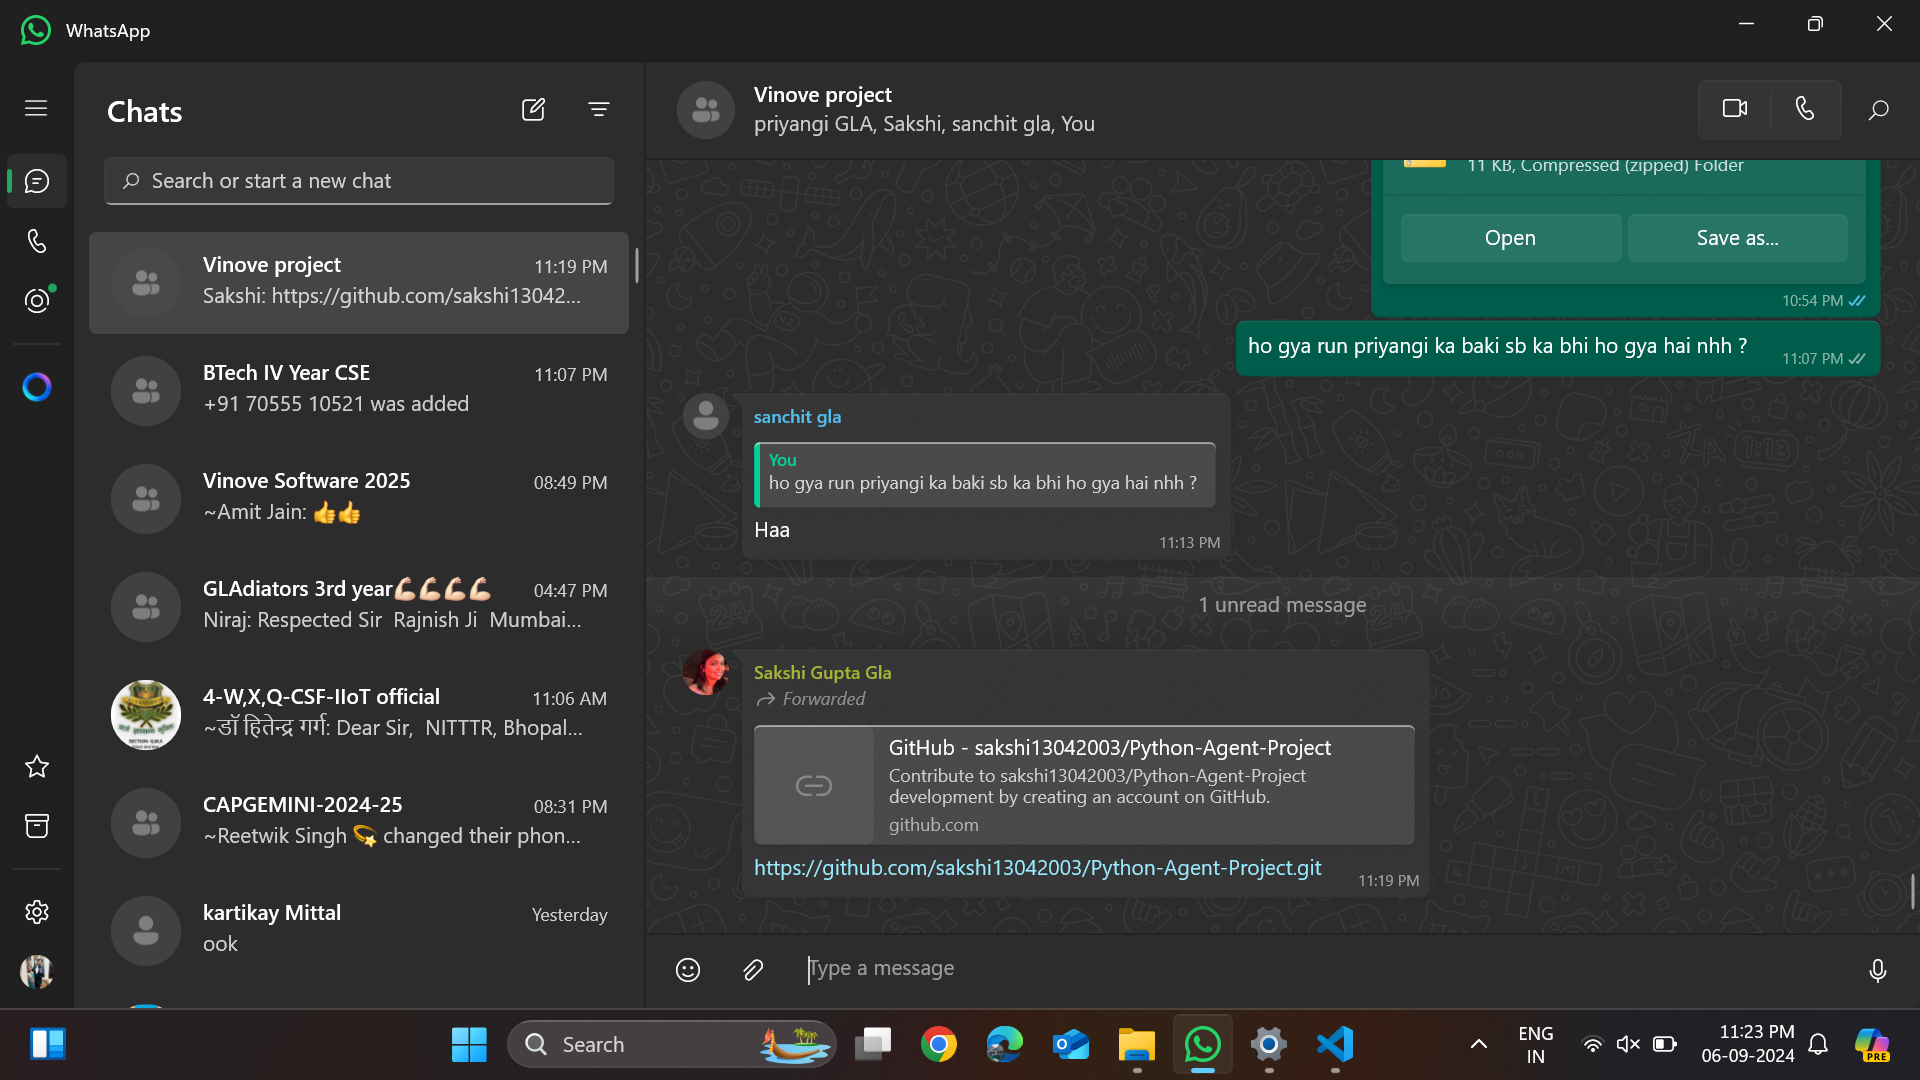 WhatsApp
Chats
Search or start a new chat
Vinove project
11:19 PM
Sakshi: https://github.com/sakshi13042...
BTech IV Year CSE
11:07 PM
+91 70555 10521 was added
Vinove Software 2025
08:49 PM
~Amit Jain: 👍👍
GLAdiators 3rd year💪🏻💪🏻💪🏻💪🏻
04:47 PM
Niraj: Respected Sir Rajnish Ji Mumbai...
4-W,X,Q-CSF-IIoT official
11:06 AM
~डॉ हितेन्द्र गर्ग: Dear Sir, NITTTR, Bhopal...
CAPGEMINI-2024-25
08:31 PM
~Reetwik Singh 💫 changed their phon...
kartikay Mittal
Yesterday
ook
Vinove project
priyangi GLA, Sakshi, sanchit gla, You
11 KB, Compressed (zipped) Folder
Open
Save as...
10:54 PM
ho gya run priyangi ka baki sb ka bhi ho gya hai nhh ?
11:07 PM
sanchit gla
You
ho gya run priyangi ka baki sb ka bhi ho gya hai nhh ?
Haa
11:13 PM
1 unread message
Sakshi Gupta Gla
Forwarded
GitHub - sakshi13042003/Python-Agent-Project
Contribute to sakshi13042003/Python-Agent-Project
development by creating an account on GitHub.
github.com
https://github.com/sakshi13042003/Python-Agent-Project.git
11:19 PM
Type a message
Search
ENG
IN
11:23 PM
06-09-2024
PRE